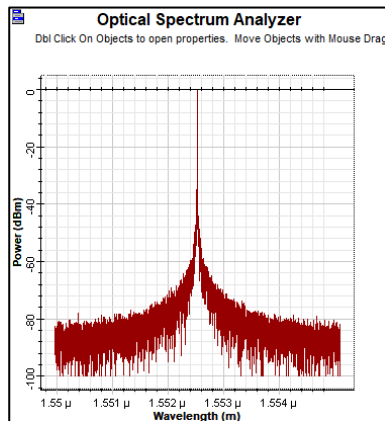 Optical Spectrum Analyzer
Dbl Click On Objects to open properties. Move Objects with Mouse Drag
Power (dBm)
0
-20
-40
-60
-80
-100
1.55 µ 1.551 µ 1.552 µ 1.553 µ 1.554 µ
Wavelength (m)